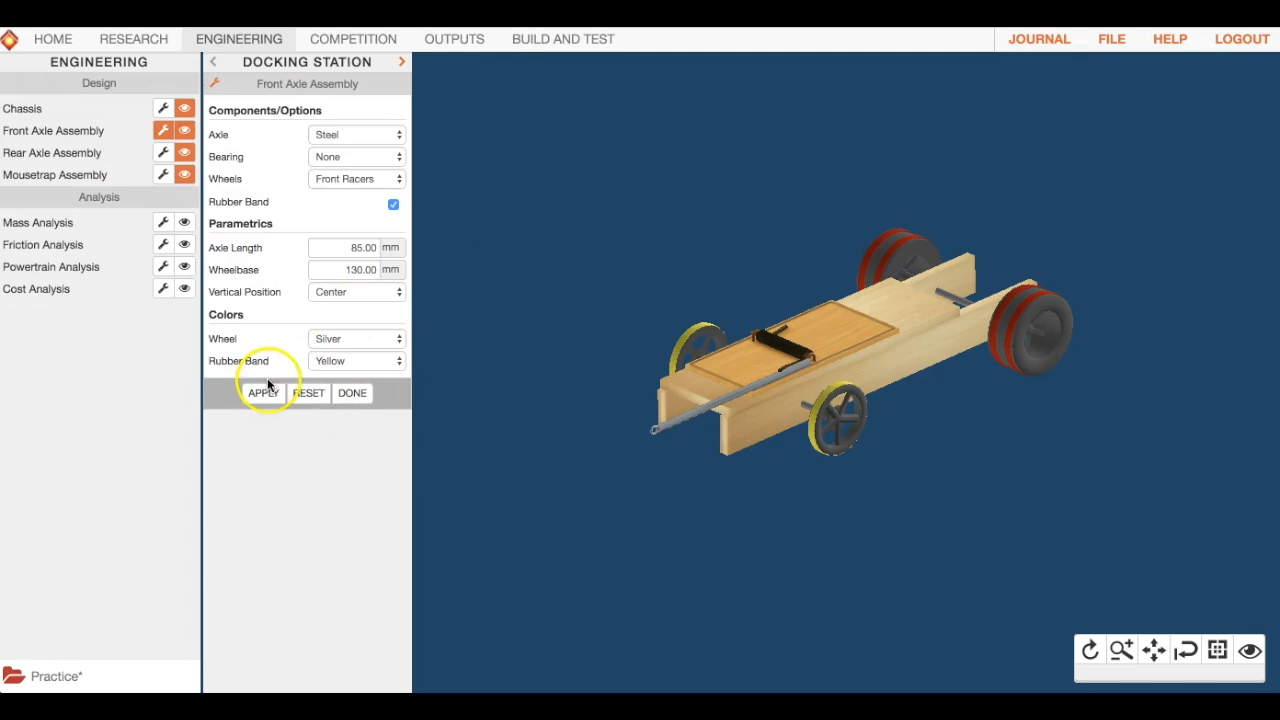 HOME RESEARCH ENGINEERING COMPETITION OUTPUTS BUILD AND TEST JOURNAL FILE HELP LOGOUT
ENGINEERING
Design
Chassis
Front Axle Assembly
Rear Axle Assembly
Mousetrap Assembly
Analysis
Mass Analysis
Friction Analysis
Powertrain Analysis
Cost Analysis
Practice*
DOCKING STATION
Front Axle Assembly
Components/Options
Axle Steel
Bearing None
Wheels Front Racers
Rubber Band
Parametrics
Axle Length 85.00 mm
Wheelbase 130.00 mm
Vertical Position Center
Colors
Wheel Silver
Rubber Band Yellow
APPLY RESET DONE